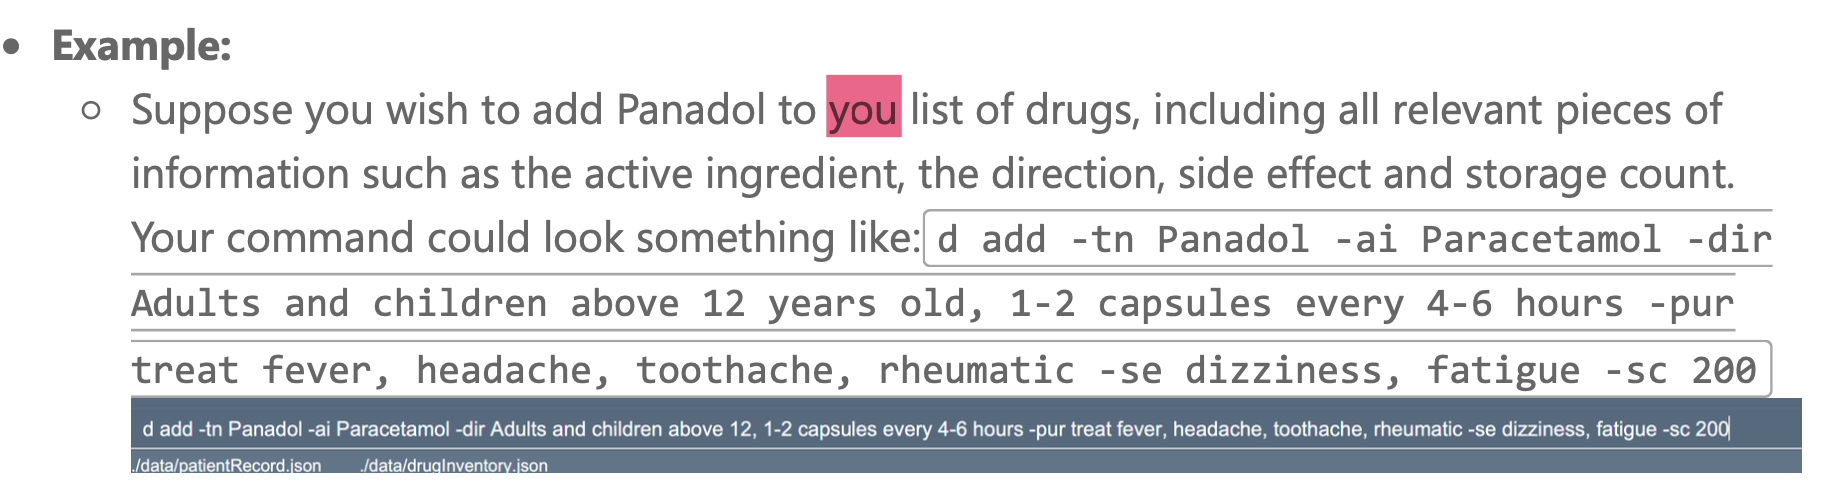 Example:
Suppose you wish to add Panadol to you list of drugs, including all relevant pieces of
information such as the active ingredient, the direction, side effect and storage count.
Your command could look something like: d add -tn Panadol -ai Paracetamol -dir
Adults and children above 12 years old, 1-2 capsules every 4-6 hours -pur
treat fever, headache, toothache, rheumatic -se dizziness, fatigue -sc 200
d add -tn Panadol -ai Paracetamol -dir Adults and children above 12, 1-2 capsules every 4-6 hours -pur treat fever, headache, toothache, rheumatic -se dizziness, fatigue -sc 200
./data/patientRecord.json ./data/drugInventory.json